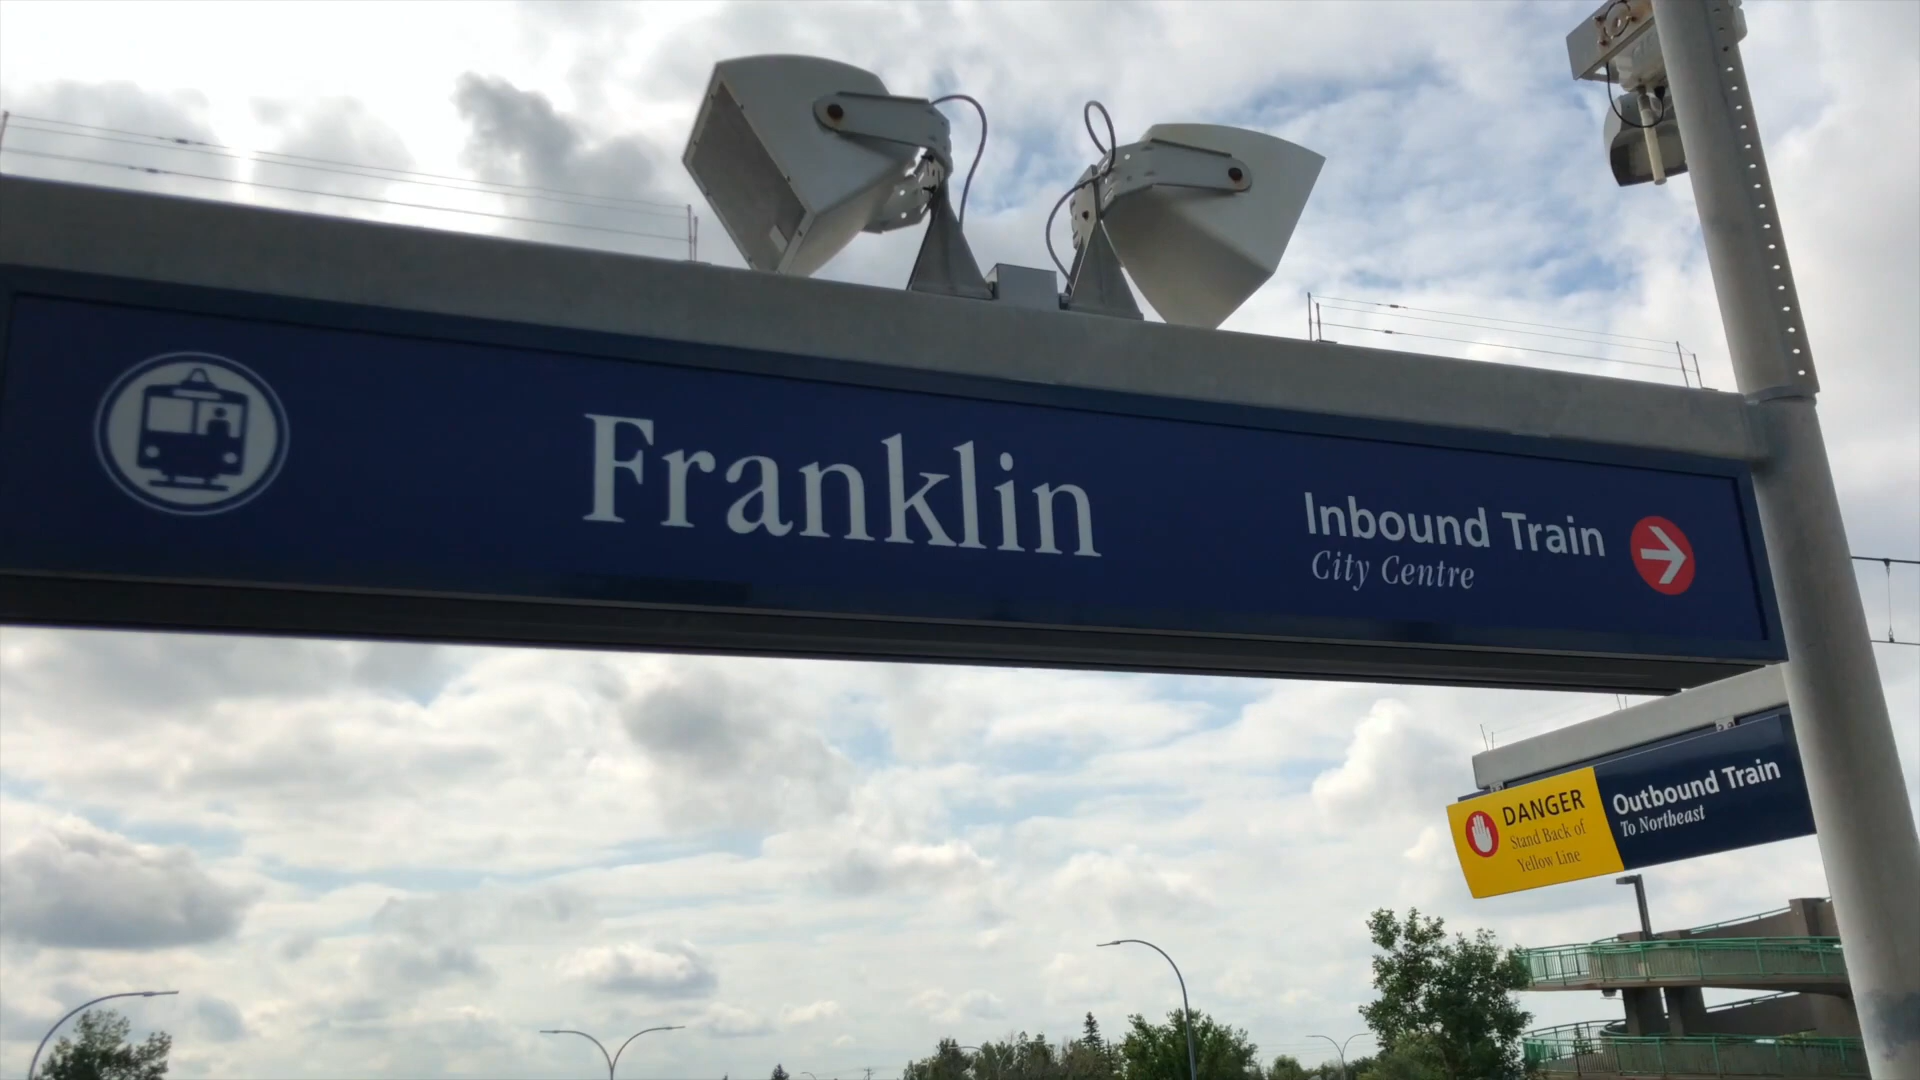 Franklin
Inbound Train
City Centre
DANGER
Stand Back of
Yellow Line
Outbound Train
To Northeast